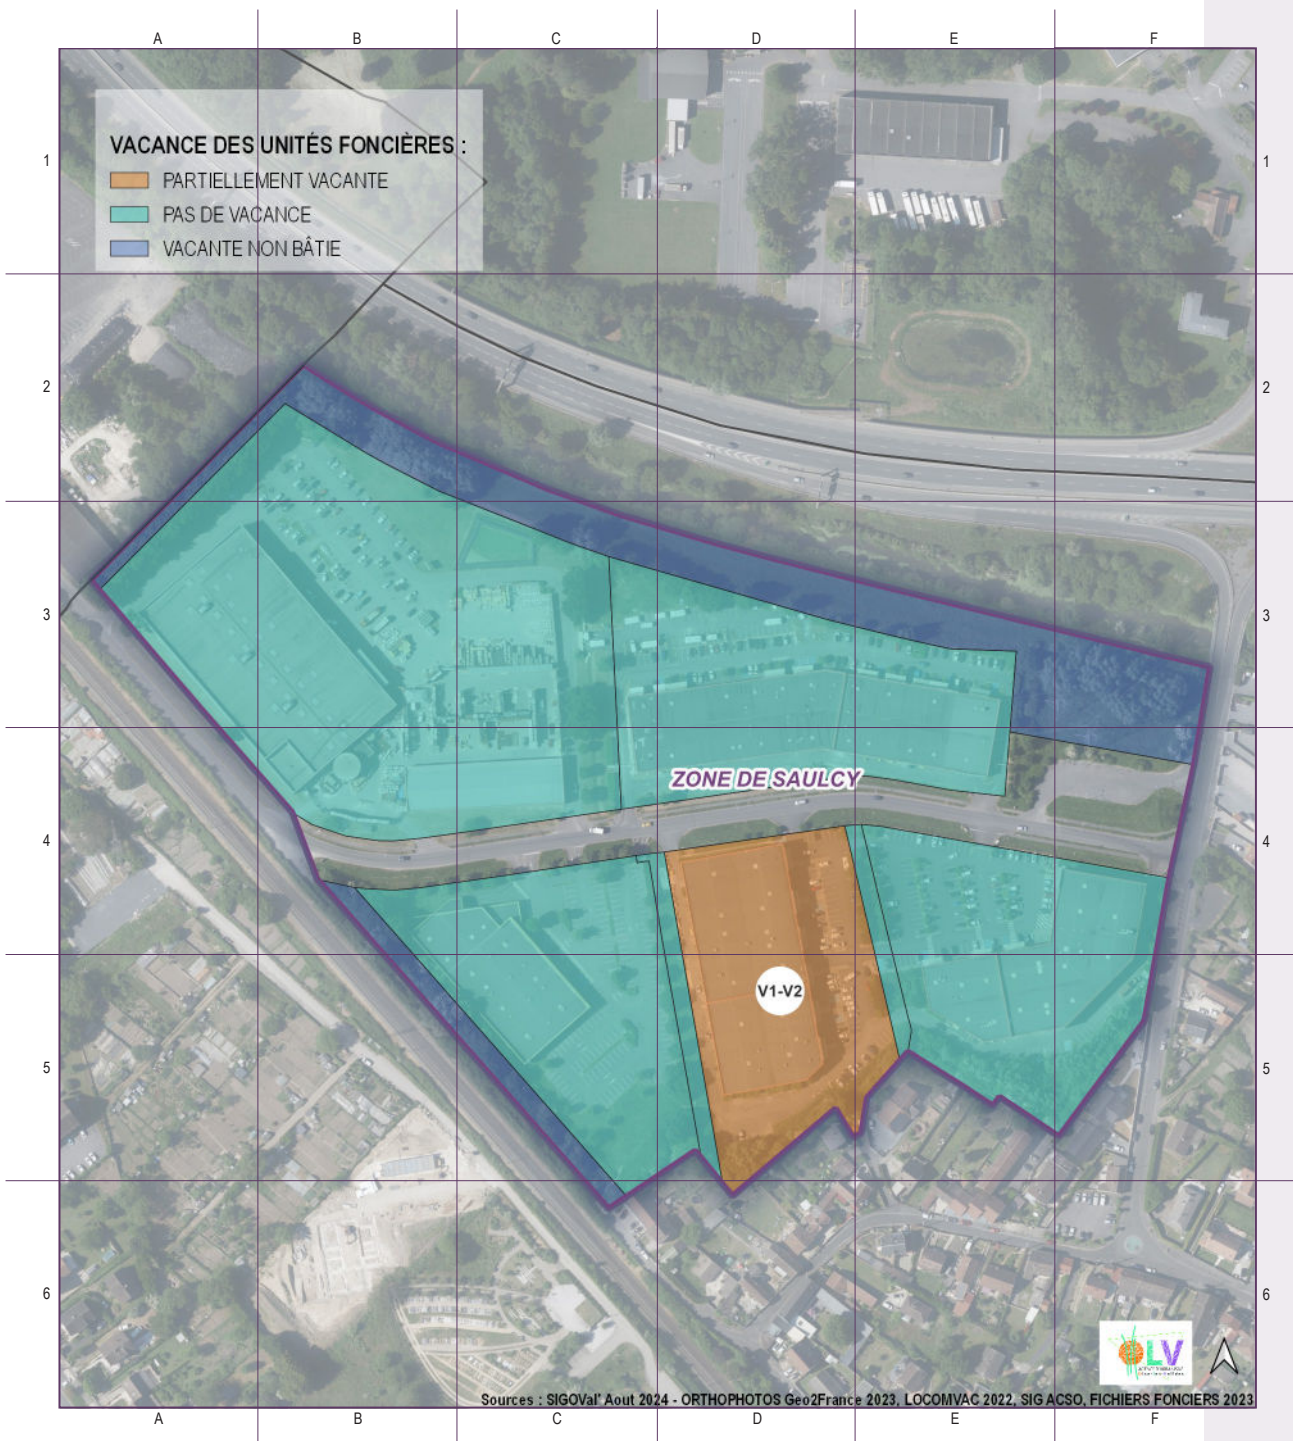 A B C D E F
VACANCE DES UNITÉS FONCIÈRES :
1 1
PARTIELLEMENT VACANTE
PAS DE VACANCE
VACANTE NON BÂTIE
2 2
3 3
ZONE DE SAULCY
4 4
V1-V2
5 5
6 6
LV
Sources : SIGOVal' Aout 2024 - ORTHOPHOTOS Geo2France 2023, LOCOMVAC 2022, SIG ACSO, FICHIERS FONCIERS 2023
A B C D E F